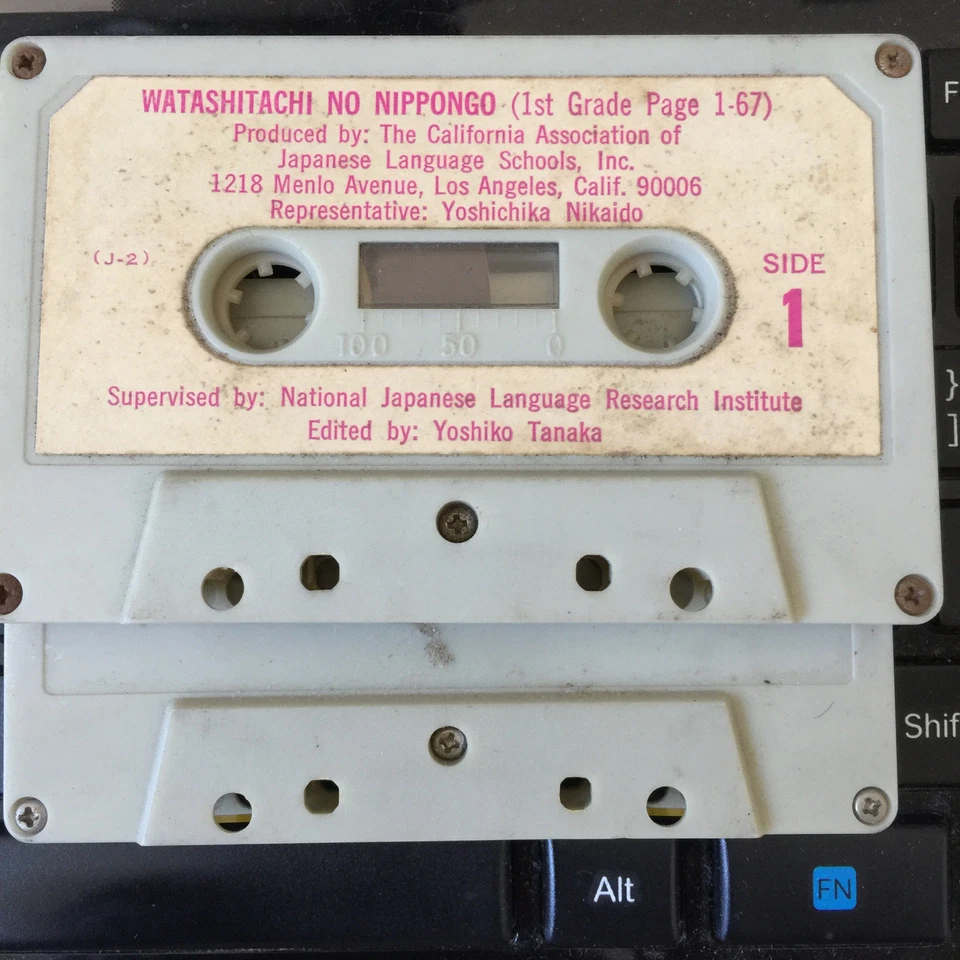 WATASHITACHI NO NIPPONGO (1st Grade Page 1-67)
Produced by: The California Association of
Japanese Language Schools, Inc.
1218 Menlo Avenue, Los Angeles, Calif. 90006
Representative: Yoshichika Nikaido
(J-2)
SIDE
1
100 50 0
Supervised by: National Japanese Language Research Institute
Edited by: Yoshiko Tanaka
F
}
]
Shif
Alt
FN